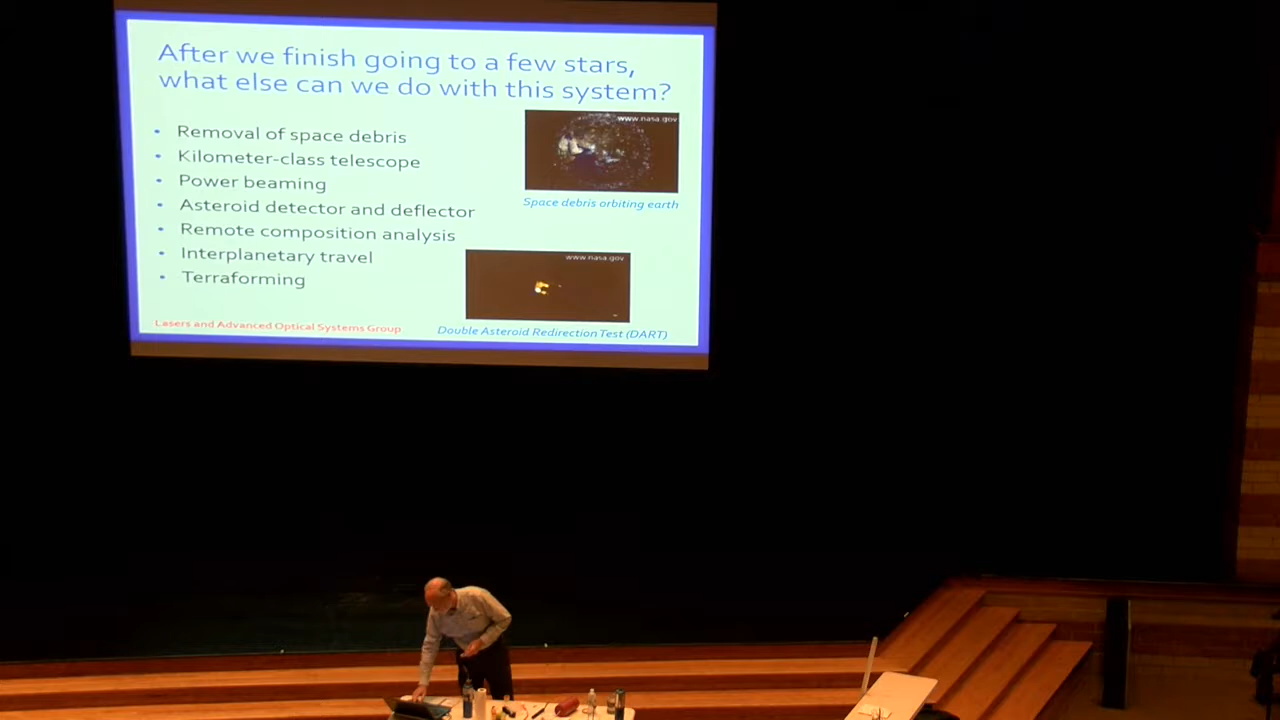 After we finish going to a few stars,
what else can we do with this system?
• Removal of space debris
• Kilometer-class telescope
• Power beaming
• Asteroid detector and deflector
• Remote composition analysis
• Interplanetary travel
• Terraforming
www.nasa.gov
Space debris orbiting earth
www.nasa.gov
Double Asteroid Redirection Test (DART)
Lasers and Advanced Optical Systems Group